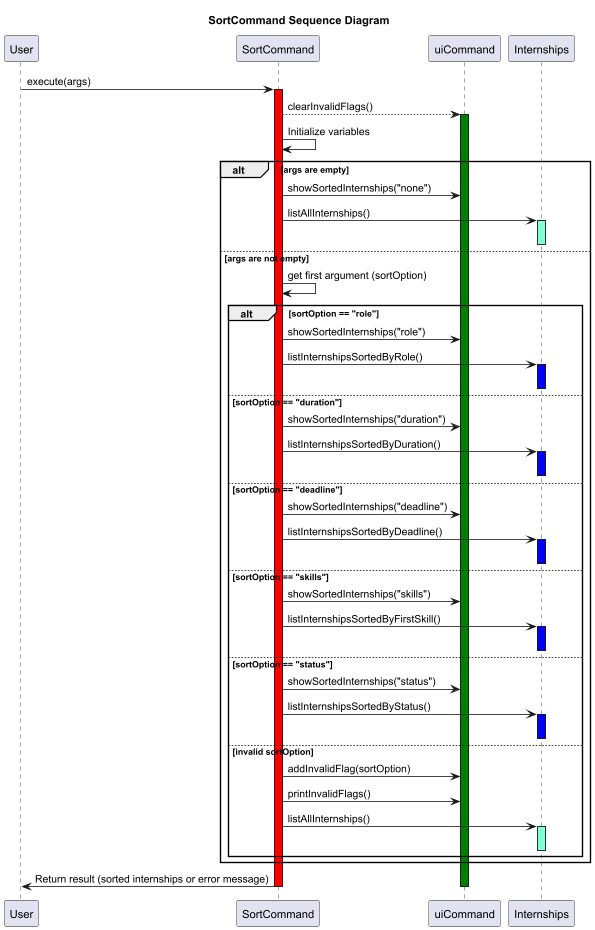 SortCommand Sequence Diagram
User
SortCommand
uiCommand
Internships
execute(args)
clearInvalidFlags()
Initialize variables
alt
[args are empty]
showSortedInternships("none")
listAllInternships()
[args are not empty]
get first argument (sortOption)
alt
[sortOption == "role"]
showSortedInternships("role")
listInternshipsSortedByRole()
[sortOption == "duration"]
showSortedInternships("duration")
listInternshipsSortedByDuration()
[sortOption == "deadline"]
showSortedInternships("deadline")
listInternshipsSortedByDeadline()
[sortOption == "skills"]
showSortedInternships("skills")
listInternshipsSortedByFirstSkill()
[sortOption == "status"]
showSortedInternships("status")
listInternshipsSortedByStatus()
[invalid sortOption]
addInvalidFlag(sortOption)
printInvalidFlags()
listAllInternships()
Return result (sorted internships or error message)
User
SortCommand
uiCommand
Internships